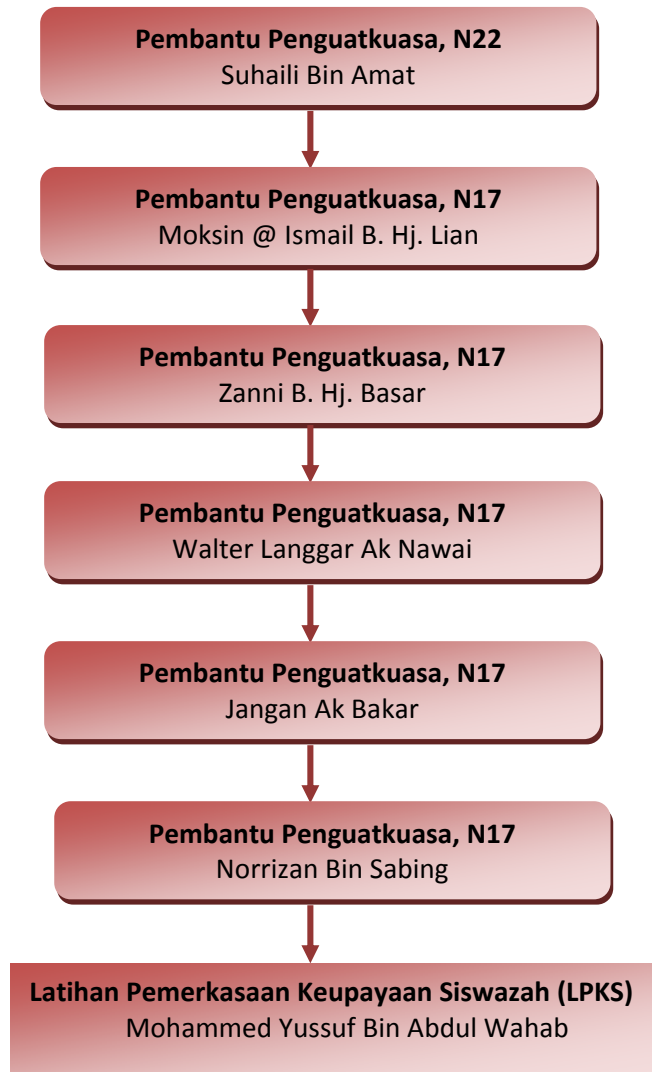 Pembantu Penguatkuasa, N22
Suhaili Bin Amat
Pembantu Penguatkuasa, N17
Moksin @ Ismail B. Hj. Lian
Pembantu Penguatkuasa, N17
Zanni B. Hj. Basar
Pembantu Penguatkuasa, N17
Walter Langgar Ak Nawai
Pembantu Penguatkuasa, N17
Jangan Ak Bakar
Pembantu Penguatkuasa, N17
Norrizan Bin Sabing
Latihan Pemerkasaan Keupayaan Siswazah (LPKS)
Mohammed Yussuf Bin Abdul Wahab